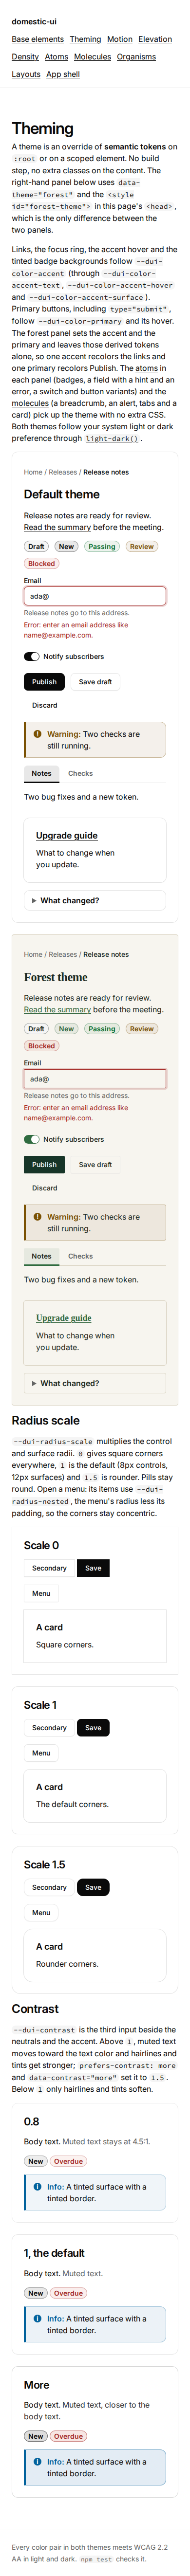 domestic-ui
Base elements Theming Motion Elevation
Density Atoms Molecules Organisms
Layouts App shell
Theming
A theme is an override of semantic tokens on
:root or on a scoped element. No build
step, no extra classes on the content. The
right-hand panel below uses data-
theme="forest" and the <style
id="forest-theme"> in this page's <head>,
which is the only difference between the
two panels.
Links, the focus ring, the accent hover and the
tinted badge backgrounds follow --dui-
color-accent (through --dui-color-
accent-text, --dui-color-accent-hover
and --dui-color-accent-surface).
Primary buttons, including type="submit",
follow --dui-color-primary and its hover.
The forest panel sets the accent and the
primary and leaves those derived tokens
alone, so one accent recolors the links and
one primary recolors Publish. The atoms in
each panel (badges, a field with a hint and an
error, a switch and button variants) and the
molecules (a breadcrumb, an alert, tabs and a
card) pick up the theme with no extra CSS.
Both themes follow your system light or dark
preference through light-dark().
Home / Releases / Release notes
Default theme
Release notes are ready for review.
Read the summary before the meeting.
Draft New Passing Review
Blocked
Email
ada@
Release notes go to this address.
Error: enter an email address like
name@example.com.
Notify subscribers
Publish Save draft
Discard
Warning: Two checks are
still running.
Notes Checks
Two bug fixes and a new token.
Upgrade guide
What to change when
you update.
What changed?
Home / Releases / Release notes
Forest theme
Release notes are ready for review.
Read the summary before the meeting.
Draft New Passing Review
Blocked
Email
ada@
Release notes go to this address.
Error: enter an email address like
name@example.com.
Notify subscribers
Publish Save draft
Discard
Warning: Two checks are
still running.
Notes Checks
Two bug fixes and a new token.
Upgrade guide
What to change when
you update.
What changed?
Radius scale
--dui-radius-scale multiplies the control
and surface radii. 0 gives square corners
everywhere, 1 is the default (8px controls,
12px surfaces) and 1.5 is rounder. Pills stay
round. Open a menu: its items use --dui-
radius-nested, the menu's radius less its
padding, so the corners stay concentric.
Scale 0
Secondary Save
Menu
A card
Square corners.
Scale 1
Secondary Save
Menu
A card
The default corners.
Scale 1.5
Secondary Save
Menu
A card
Rounder corners.
Contrast
--dui-contrast is the third input beside the
neutrals and the accent. Above 1, muted text
moves toward the text color and hairlines and
tints get stronger; prefers-contrast: more
and data-contrast="more" set it to 1.5.
Below 1 only hairlines and tints soften.
0.8
Body text. Muted text stays at 4.5:1.
New Overdue
Info: A tinted surface with a
tinted border.
1, the default
Body text. Muted text.
New Overdue
Info: A tinted surface with a
tinted border.
More
Body text. Muted text, closer to the
body text.
New Overdue
Info: A tinted surface with a
tinted border.
Every color pair in both themes meets WCAG 2.2
AA in light and dark. npm test checks it.